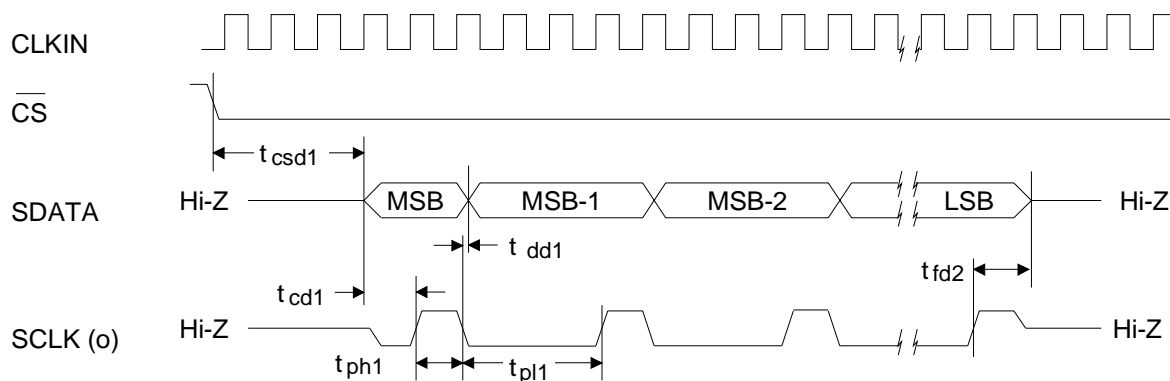 CLKIN
CS
t csd1
SDATA Hi-Z MSB MSB-1 MSB-2 LSB Hi-Z
t dd1
t fd2
t cd1
SCLK (o) Hi-Z Hi-Z
t ph1 t pl1